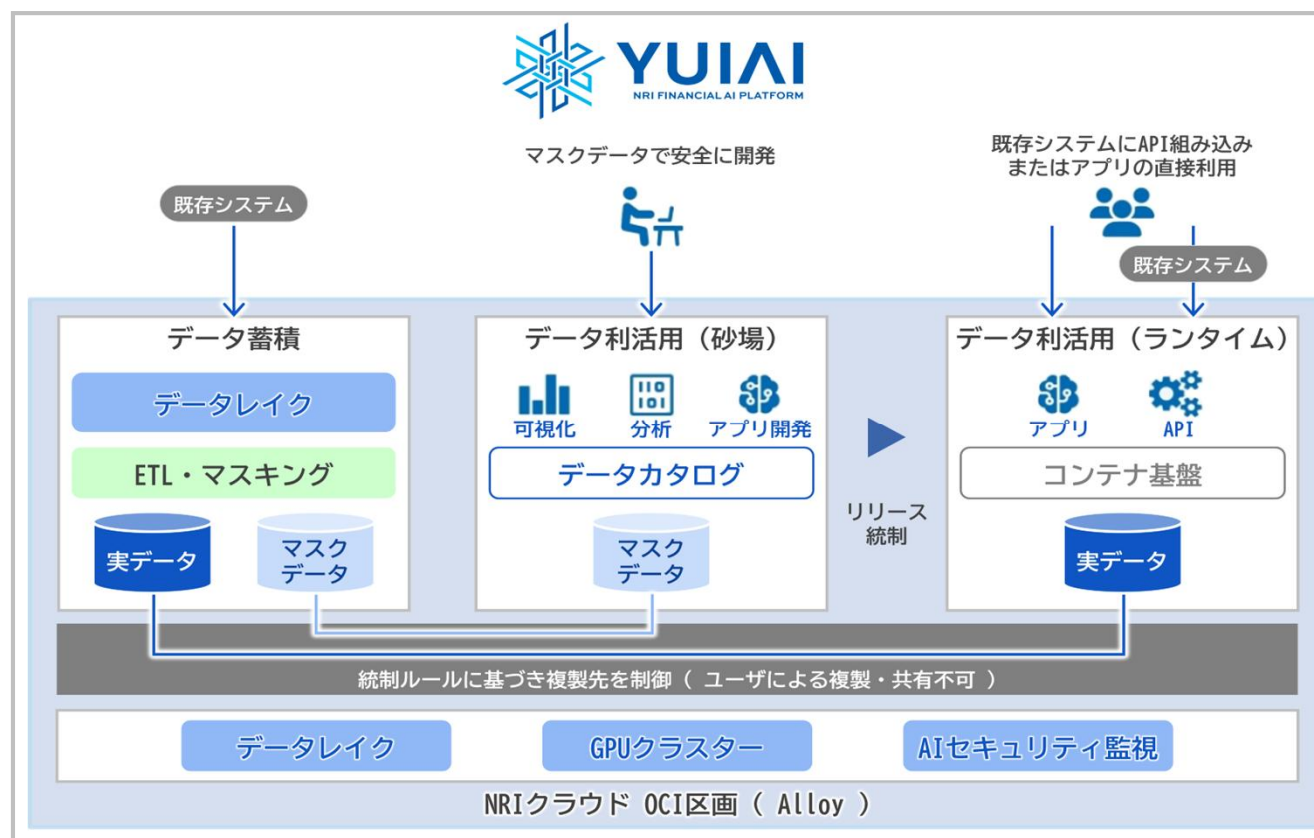 YUIAI
NRI FINANCIAL AI PLATFORM
マスクデータで安全に開発
既存システムにAPI組み込み
またはアプリの直接利用
既存システム
既存システム
データ蓄積
データレイク
ETL・マスキング
実データ
マスク
データ
データ利活用（砂場）
110
101
可視化
分析
アプリ開発
データカタログ
マスク
データ
リリース
統制
データ利活用（ランタイム）
アプリ
API
コンテナ基盤
実データ
統制ルールに基づき複製先を制御（ ユーザによる複製・共有不可 ）
データレイク
GPUクラスター
AIセキュリティ監視
NRIクラウド OCI区画（ Alloy ）